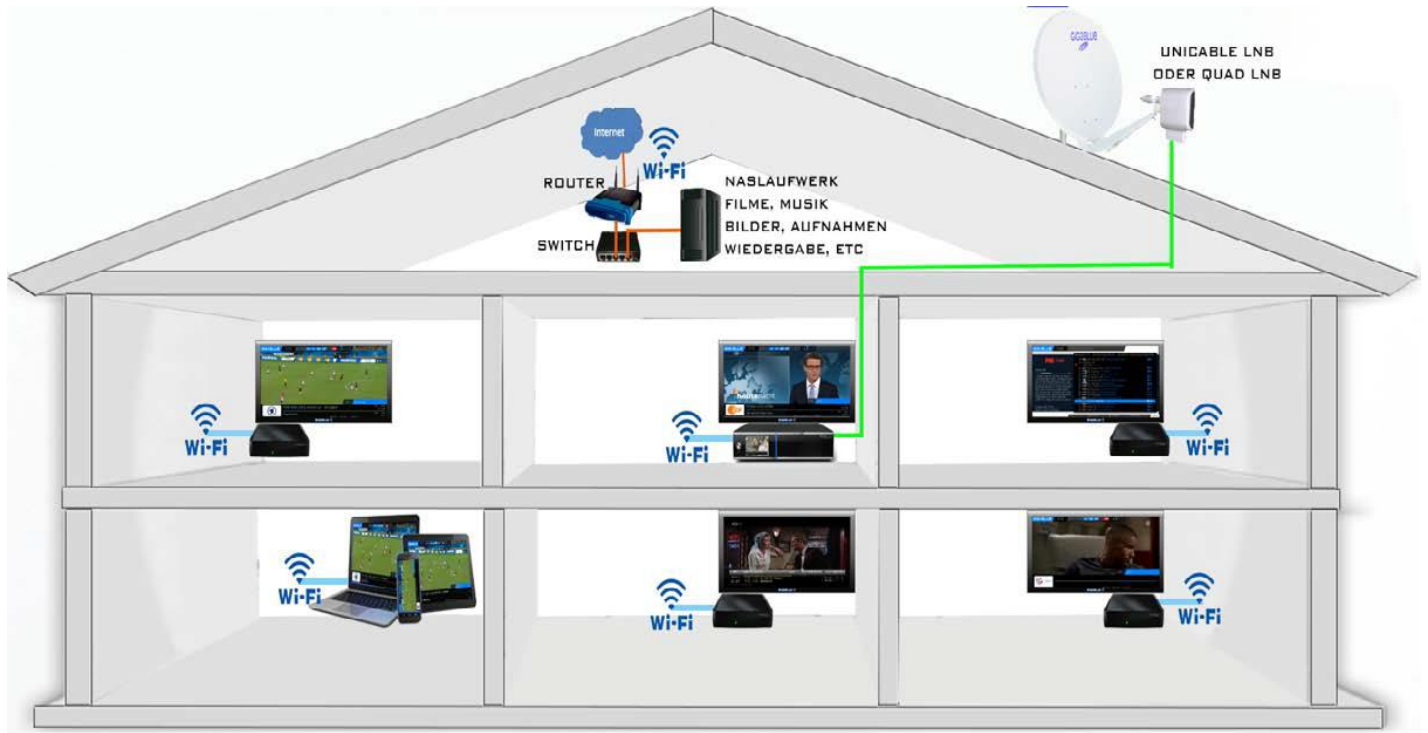 GIGABLUE
UNICABLE LNB
ODER QUAD LNB
Internet
Wi-Fi
ROUTER
NASLAUFWERK
FILME, MUSIK
BILDER, AUFNAHMEN
SWITCH
WIEDERGABE, ETC
Wi-Fi
Wi-Fi
Wi-Fi
Wi-Fi
Wi-Fi
Wi-Fi